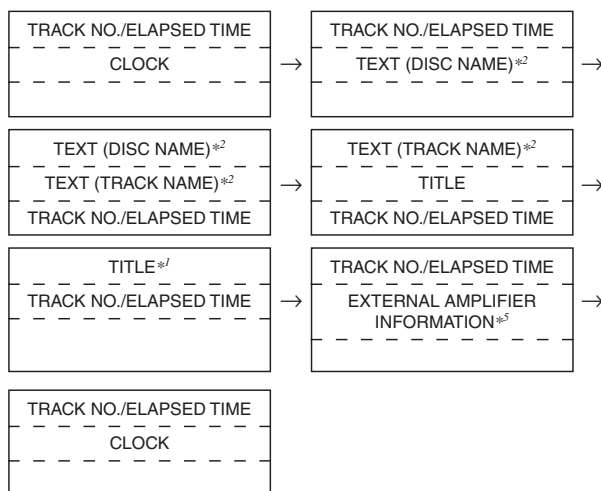 TRACK NO./ELAPSED TIME
CLOCK
→
TRACK NO./ELAPSED TIME
TEXT (DISC NAME)*2
→
TEXT (DISC NAME)*2
TEXT (TRACK NAME)*2
TRACK NO./ELAPSED TIME
→
TEXT (TRACK NAME)*2
TITLE
TRACK NO./ELAPSED TIME
→
TITLE*1
TRACK NO./ELAPSED TIME
→
TRACK NO./ELAPSED TIME
EXTERNAL AMPLIFIER
INFORMATION*5
→
TRACK NO./ELAPSED TIME
CLOCK